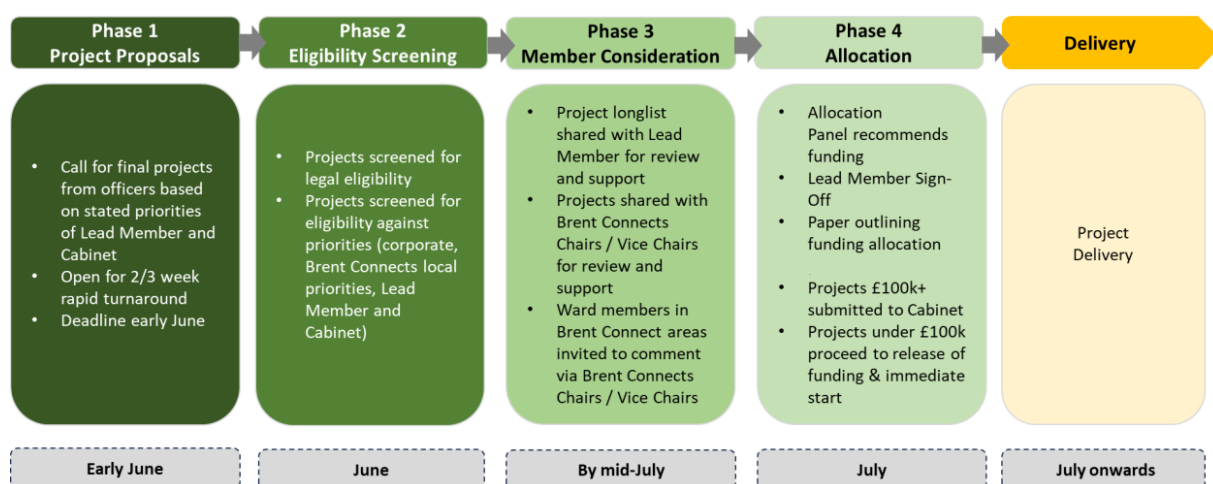 Phase 1
Project Proposals
Phase 2
Eligibility Screening
Phase 3
Member Consideration
Phase 4
Allocation
Delivery
• Call for final projects
from officers based
on stated priorities
of Lead Member and
Cabinet
• Open for 2/3 week
rapid turnaround
• Deadline early June
• Projects screened for
legal eligibility
• Projects screened for
eligibility against
priorities (corporate,
Brent Connects local
priorities, Lead
Member and
Cabinet)
• Project longlist
shared with Lead
Member for review
and support
• Projects shared with
Brent Connects
Chairs / Vice Chairs
for review and
support
• Ward members in
Brent Connect areas
invited to comment
via Brent Connects
Chairs / Vice Chairs
• Allocation
Panel recommends
funding
• Lead Member Sign-
Off
• Paper outlining
funding allocation
• Projects £100k+
submitted to Cabinet
• Projects under £100k
proceed to release of
funding & immediate
start
Project
Delivery
Early June
June
By mid-July
July
July onwards